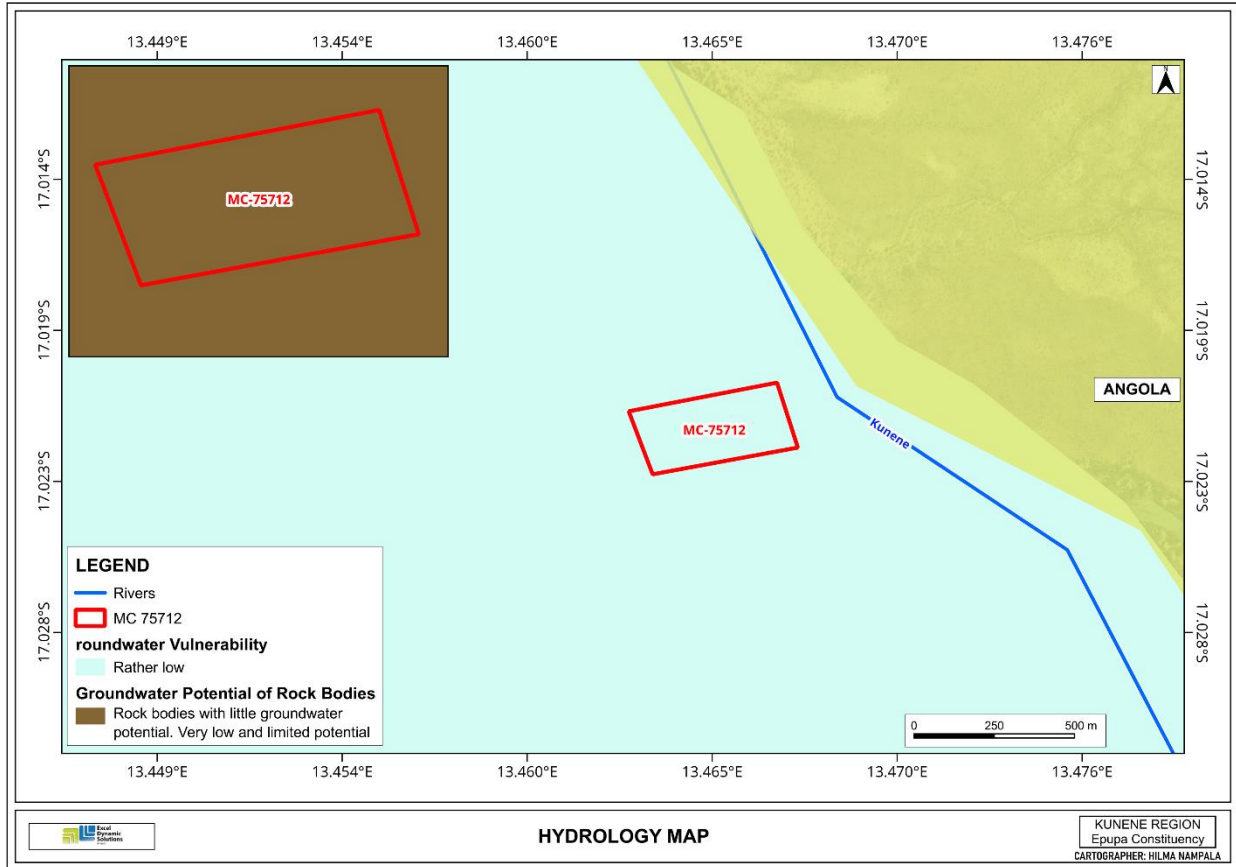 13.449°E 13.454°E 13.460°E 13.465°E 13.470°E 13.476°E
N
MC-75712
17.014°S 17.014°S
17.019°S 17.019°S
ANGOLA
MC-75712
Kunene
17.023°S 17.023°S
LEGEND
Rivers
MC 75712
roundwater Vulnerability
Rather low
Groundwater Potential of Rock Bodies
Rock bodies with little groundwater
potential. Very low and limited potential
17.028°S 17.028°S
0 250 500 m
13.449°E 13.454°E 13.460°E 13.465°E 13.470°E 13.476°E
Excel
Dynamic
Solutions
HYDROLOGY MAP
KUNENE REGION
Epupa Constituency
CARTOGRAPHER: HILMA NAMPALA